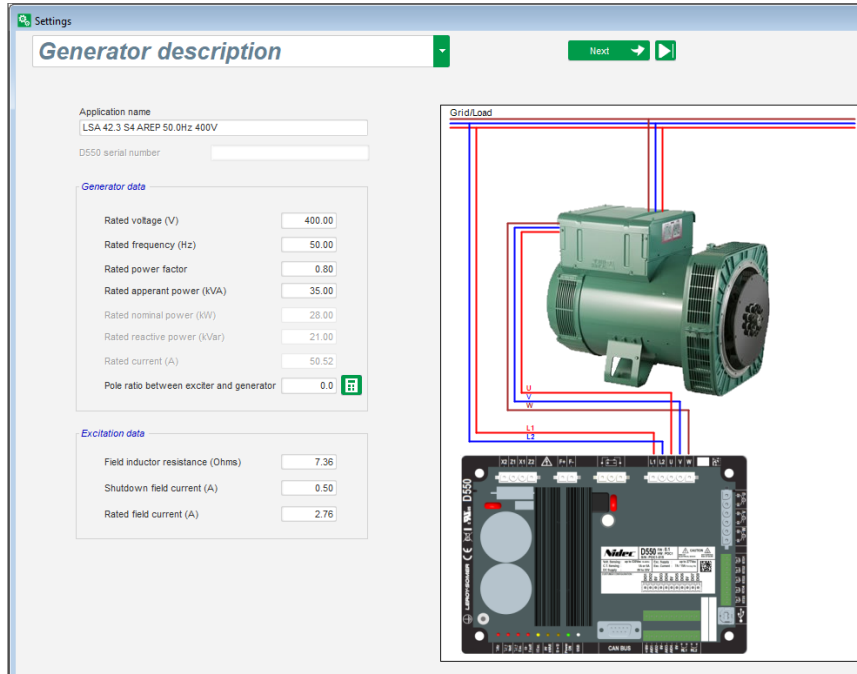 Settings
Generator description
Next
Application name
LSA 42.3 S4 AREP 50.0Hz 400V
D550 serial number
Generator data
Rated voltage (V) 400.00
Rated frequency (Hz) 50.00
Rated power factor 0.80
Rated apperant power (kVA) 35.00
Rated nominal power (kW) 28.00
Rated reactive power (kVar) 21.00
Rated current (A) 50.52
Pole ratio between exciter and generator 0.0
Excitation data
Field inductor resistance (Ohms) 7.36
Shutdown field current (A) 0.50
Rated field current (A) 2.76
Grid/Load
U
V
W
L1
L2
X2 Z1 X1 Z2 F+ F- L1 L2 U V W
D550
LEROY-SOMER
Nidec
D550
CAUTION
CAN BUS